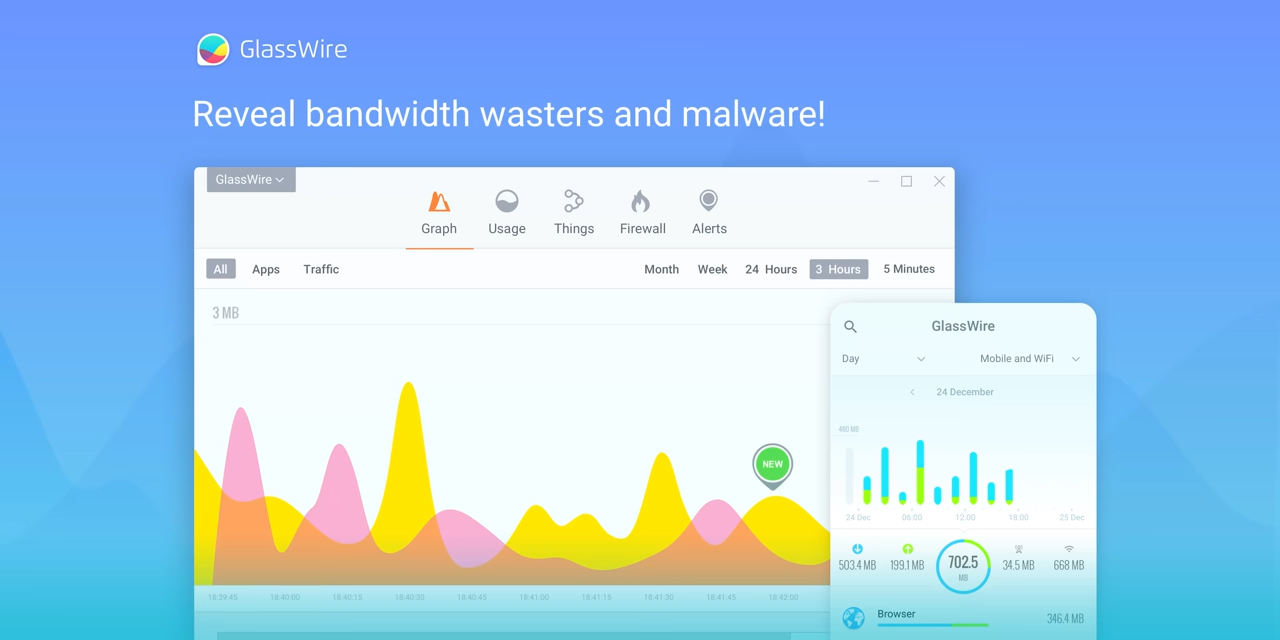 GlassWire
Reveal bandwidth wasters and malware!
GlassWire
Graph Usage Things Firewall Alerts
All Apps Traffic Month Week 24 Hours 3 Hours 5 Minutes
3 MB
NEW
18:39:45 18:40:00 18:40:15 18:40:30 18:40:45 18:41:00 18:41:15 18:41:30 18:41:45 18:42:00
GlassWire
Day Mobile and WiFi
24 December
480 MB
24 Dec 06:00 12:00 18:00 25 Dec
503.4 MB 199.1 MB 702.5 MB 34.5 MB 668 MB
Browser 346.4 MB